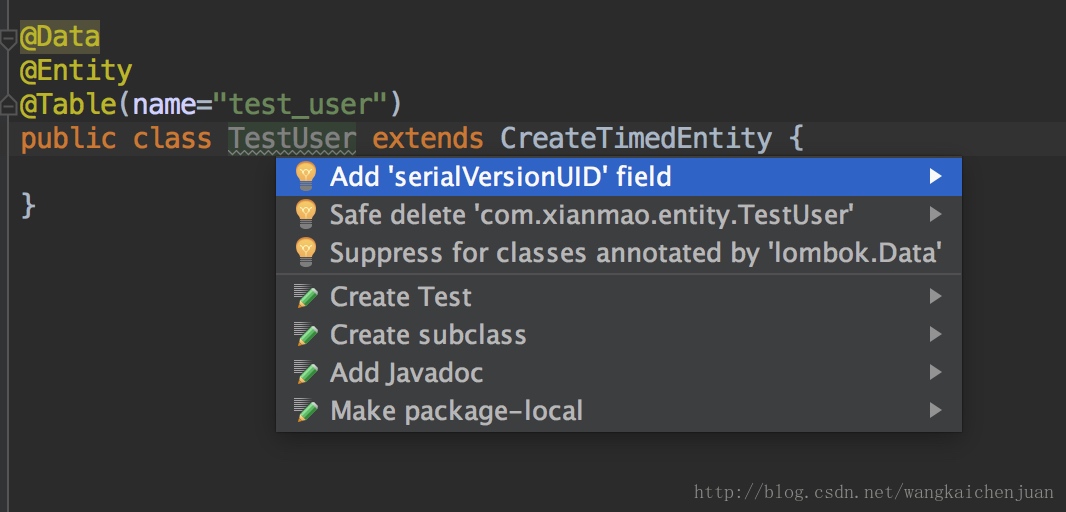 @Data
@Entity
@Table(name="test_user")
public class TestUser extends CreateTimedEntity {
Add 'serialVersionUID' field
Safe delete 'com.xianmao.entity.TestUser'
}
Suppress for classes annotated by 'lombok.Data'
Create Test
Create subclass
Add Javadoc
Make package-local
http://blog.csdn.net/wangkaichenjuan